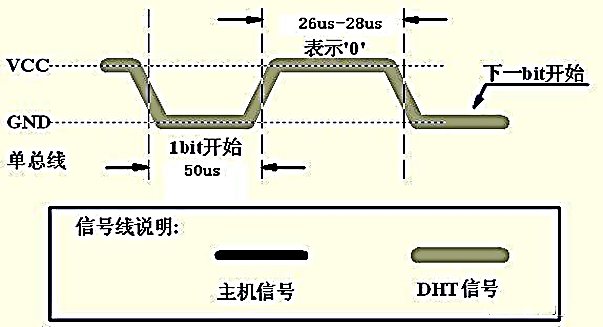 26us-28us
表示'0'
VCC
下一bit开始
GND
单总线
1bit开始
50us
信号线说明:
主机信号
DHT信号